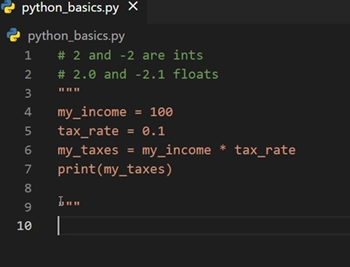 python_basics.py X
python_basics.py
1 # 2 and -2 are ints
2 # 2.0 and -2.1 floats
3 """
4 my_income = 100
5 tax_rate = 0.1
6 my_taxes = my_income * tax_rate
7 print(my_taxes)
8
9 """
10